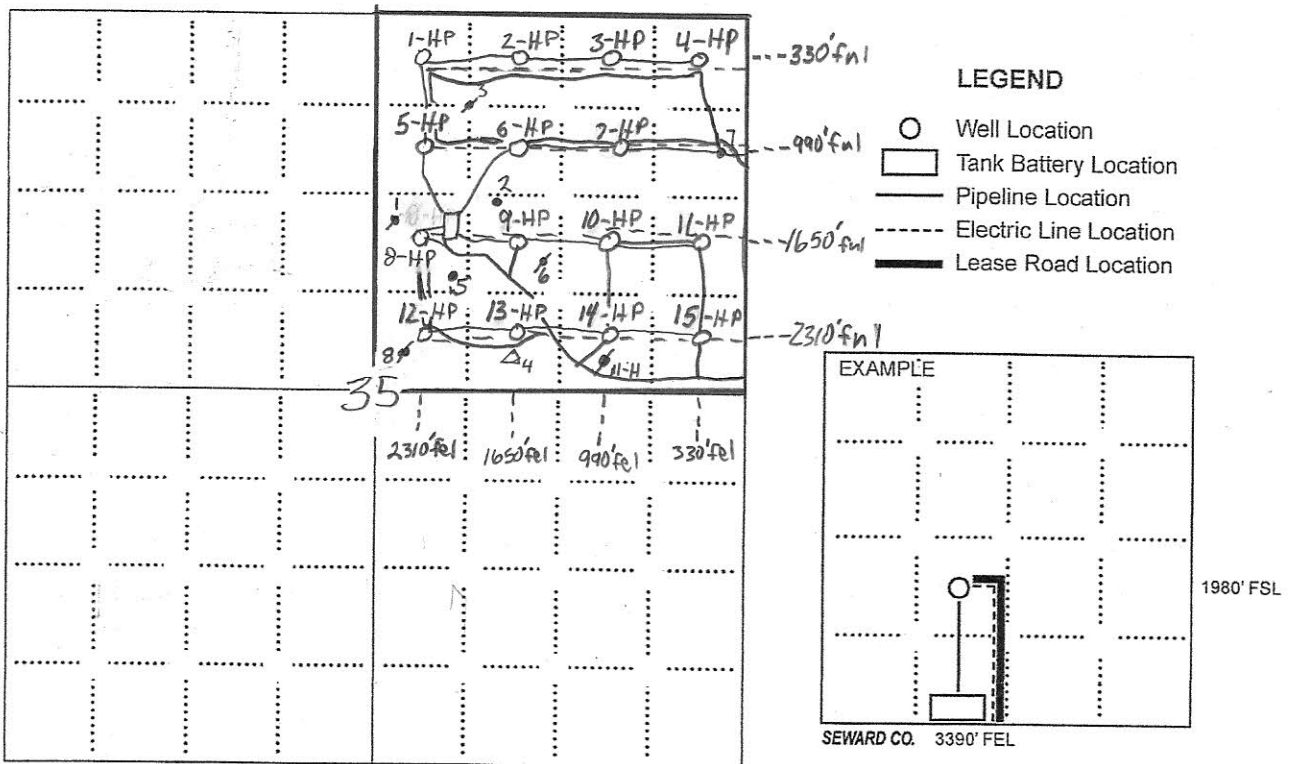 1-HP 2-HP 3-HP 4-HP
330'fnl
3
5-HP 6-HP 7-HP
7
990'fnl
2
1
9-HP 10-HP 11-HP
1650'fnl
8-HP
5
6
12-HP 13-HP 14-HP 15-HP
2310'fnl
8
4
11-H
35
2310'fel 1650'fel 990'fel 330'fel
LEGEND
Well Location
Tank Battery Location
Pipeline Location
Electric Line Location
Lease Road Location
EXAMPLE
1980' FSL
SEWARD CO. 3390' FEL